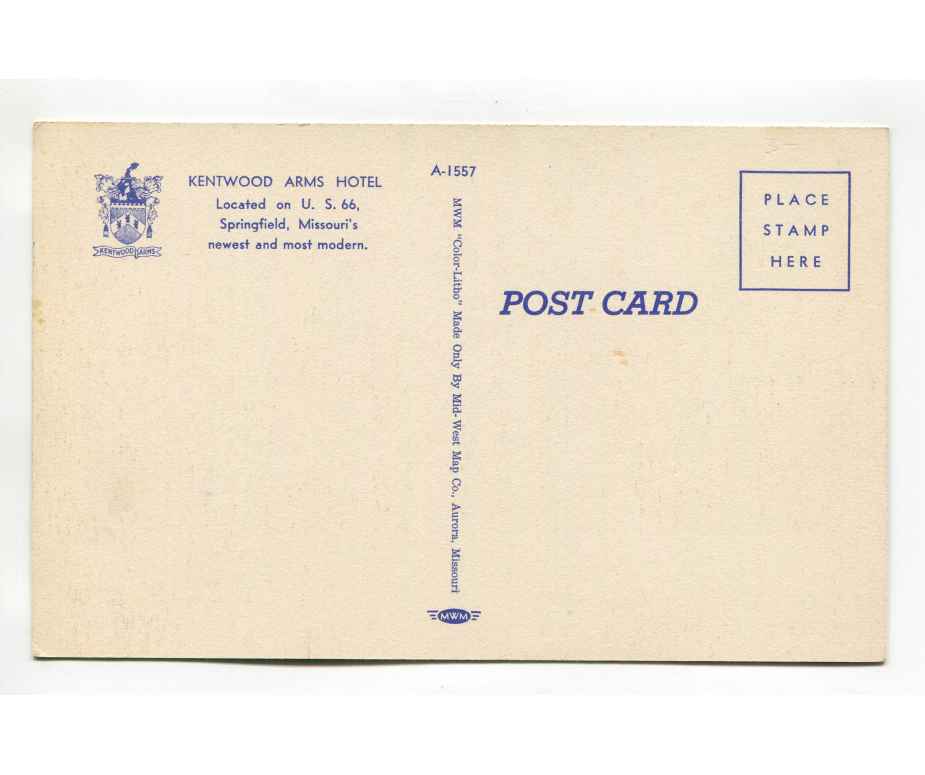 KENTWOOD ARMS HOTEL
Located on U. S. 66,
Springfield, Missouri's
newest and most modern.
KENTWOOD ARMS
A-1557
MWM "Color-Litho" Made Only By Mid-West Map Co., Aurora, Missouri
MWM
POST CARD
PLACE
STAMP
HERE